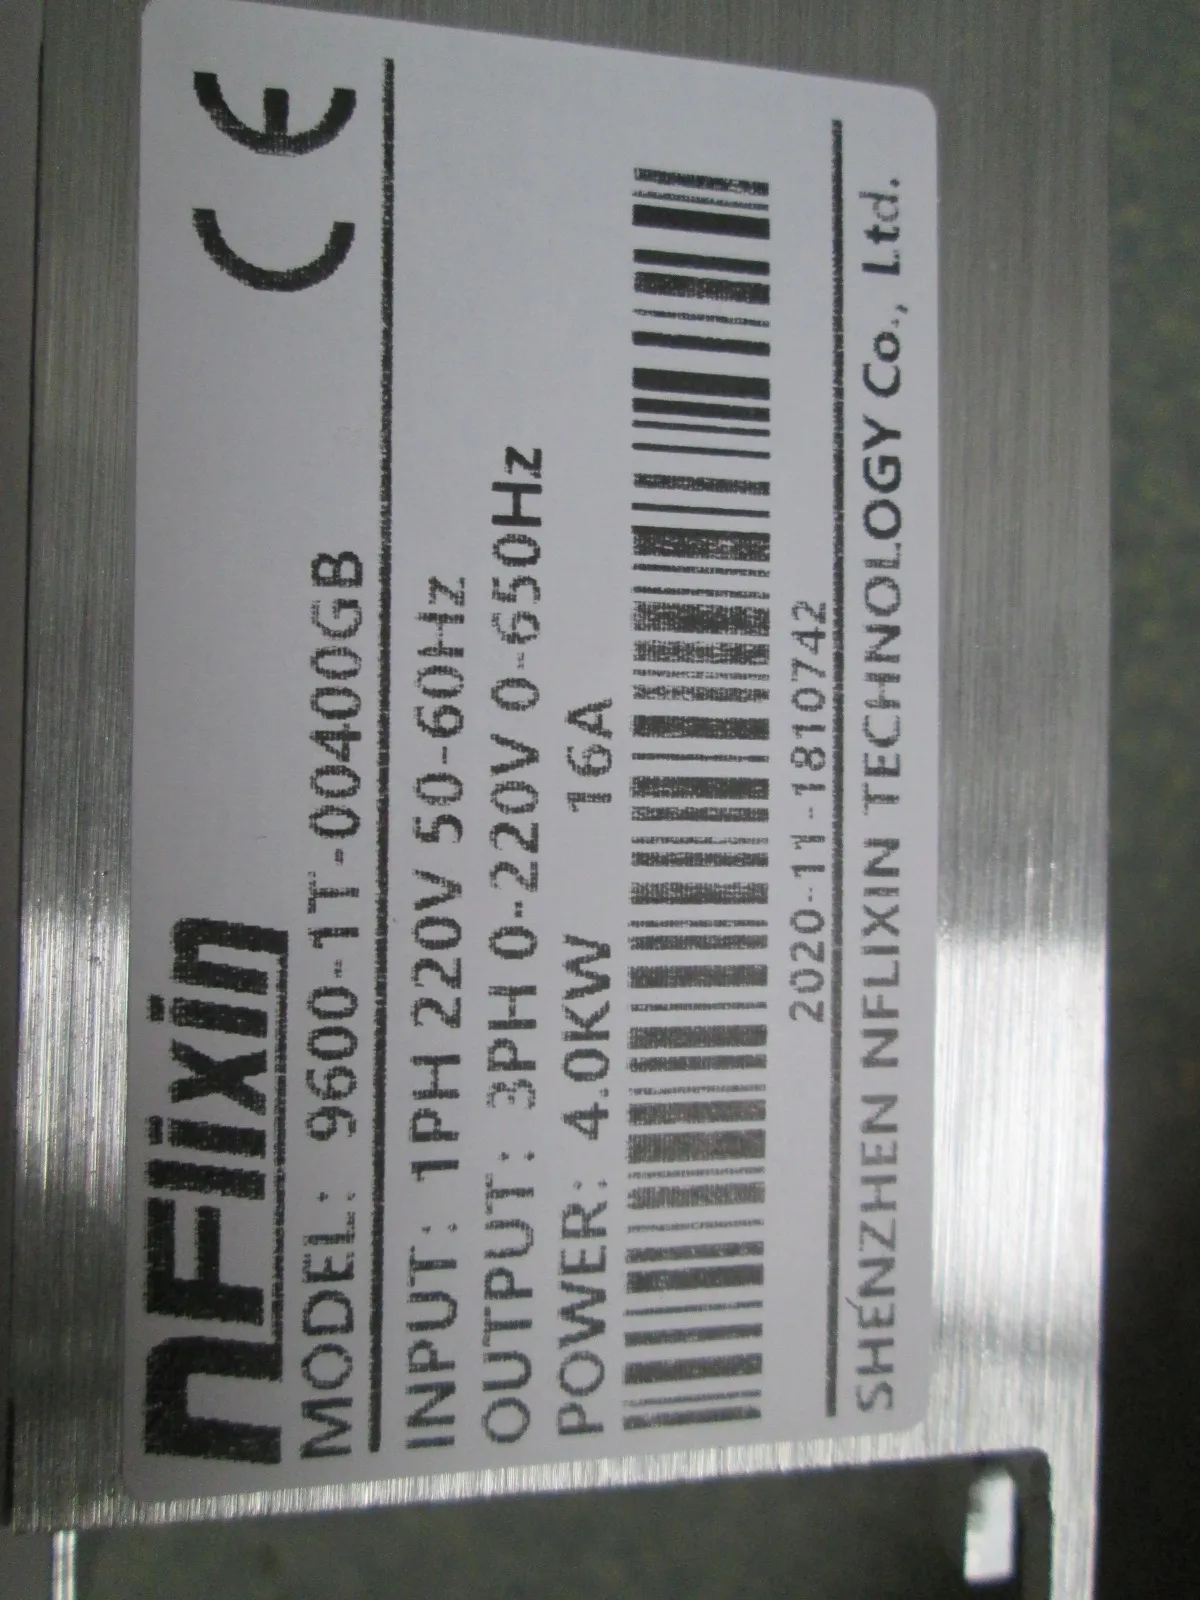 nFlixin
CE
MODEL: 9600-1T-00400GB
INPUT: 1PH 220V 50-60Hz
OUTPUT: 3PH 0-220V 0-650Hz
POWER: 4.0KW 16A
2020-11-1810742
SHENZHEN NFLIXIN TECHNOLOGY Co., Ltd.